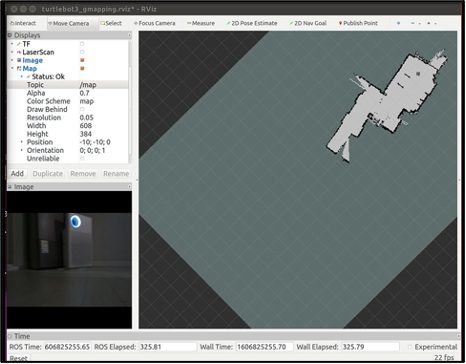 turtlebot3_gmapping.rviz* - RViz
Interact Move Camera Select Focus Camera Measure 2D Pose Estimate 2D Nav Goal Publish Point
Displays
TF
LaserScan
Image
Map
Status: Ok
Topic /map
Alpha 0.7
Color Scheme map
Draw Behind
Resolution 0.05
Width 608
Height 384
Position -10; -10; 0
Orientation 0; 0; 0; 1
Unreliable
Add Duplicate Remove Rename
Image
Time
ROS Time: 606825255.65 ROS Elapsed: 325.81 Wall Time: 1606825255.70 Wall Elapsed: 325.79 Experimental
Reset 22 fps